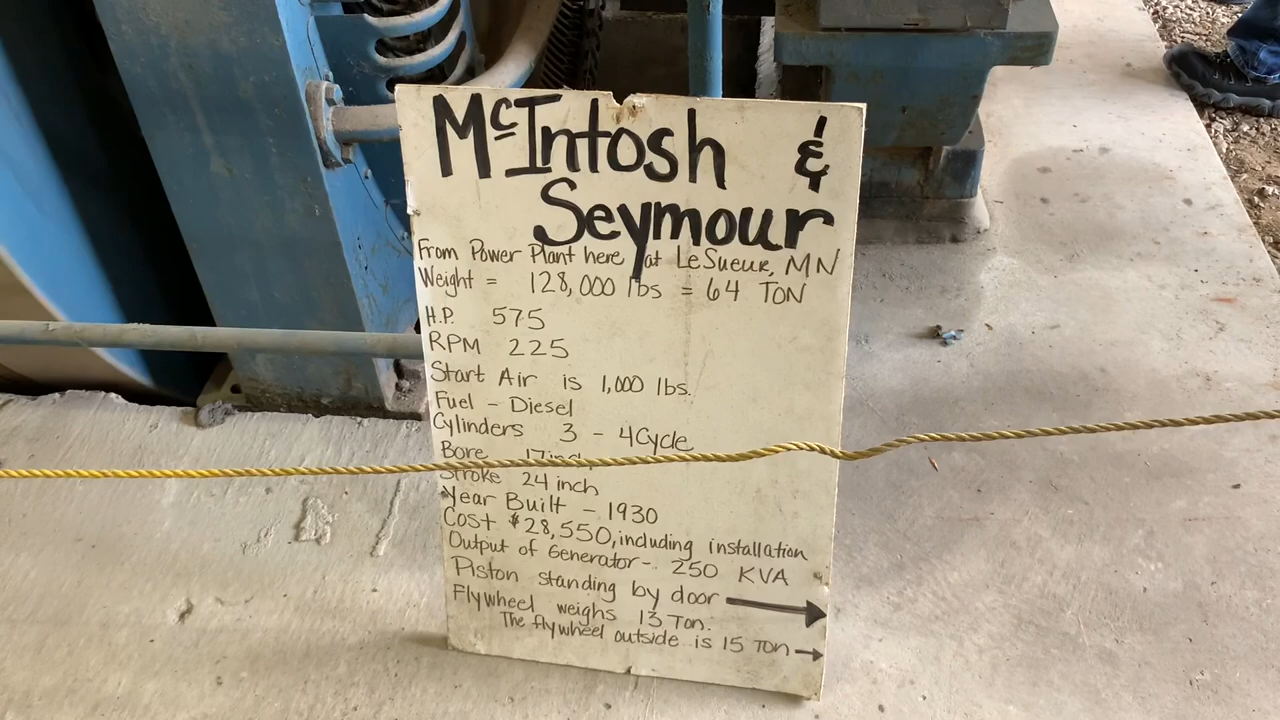 McIntosh &
Seymour
From Power Plant here at LeSueur, MN
Weight = 128,000 lbs = 64 TON
H.P. 575
RPM 225
Start Air is 1,000 lbs.
Fuel - Diesel
Cylinders 3 - 4Cycle
Bore 17inch
Stroke 24 inch
Year Built - 1930
Cost $28,550, including installation
Output of Generator - 250 KVA
Piston standing by door →
Flywheel weighs 13 Ton.
The flywheel outside is 15 TON →